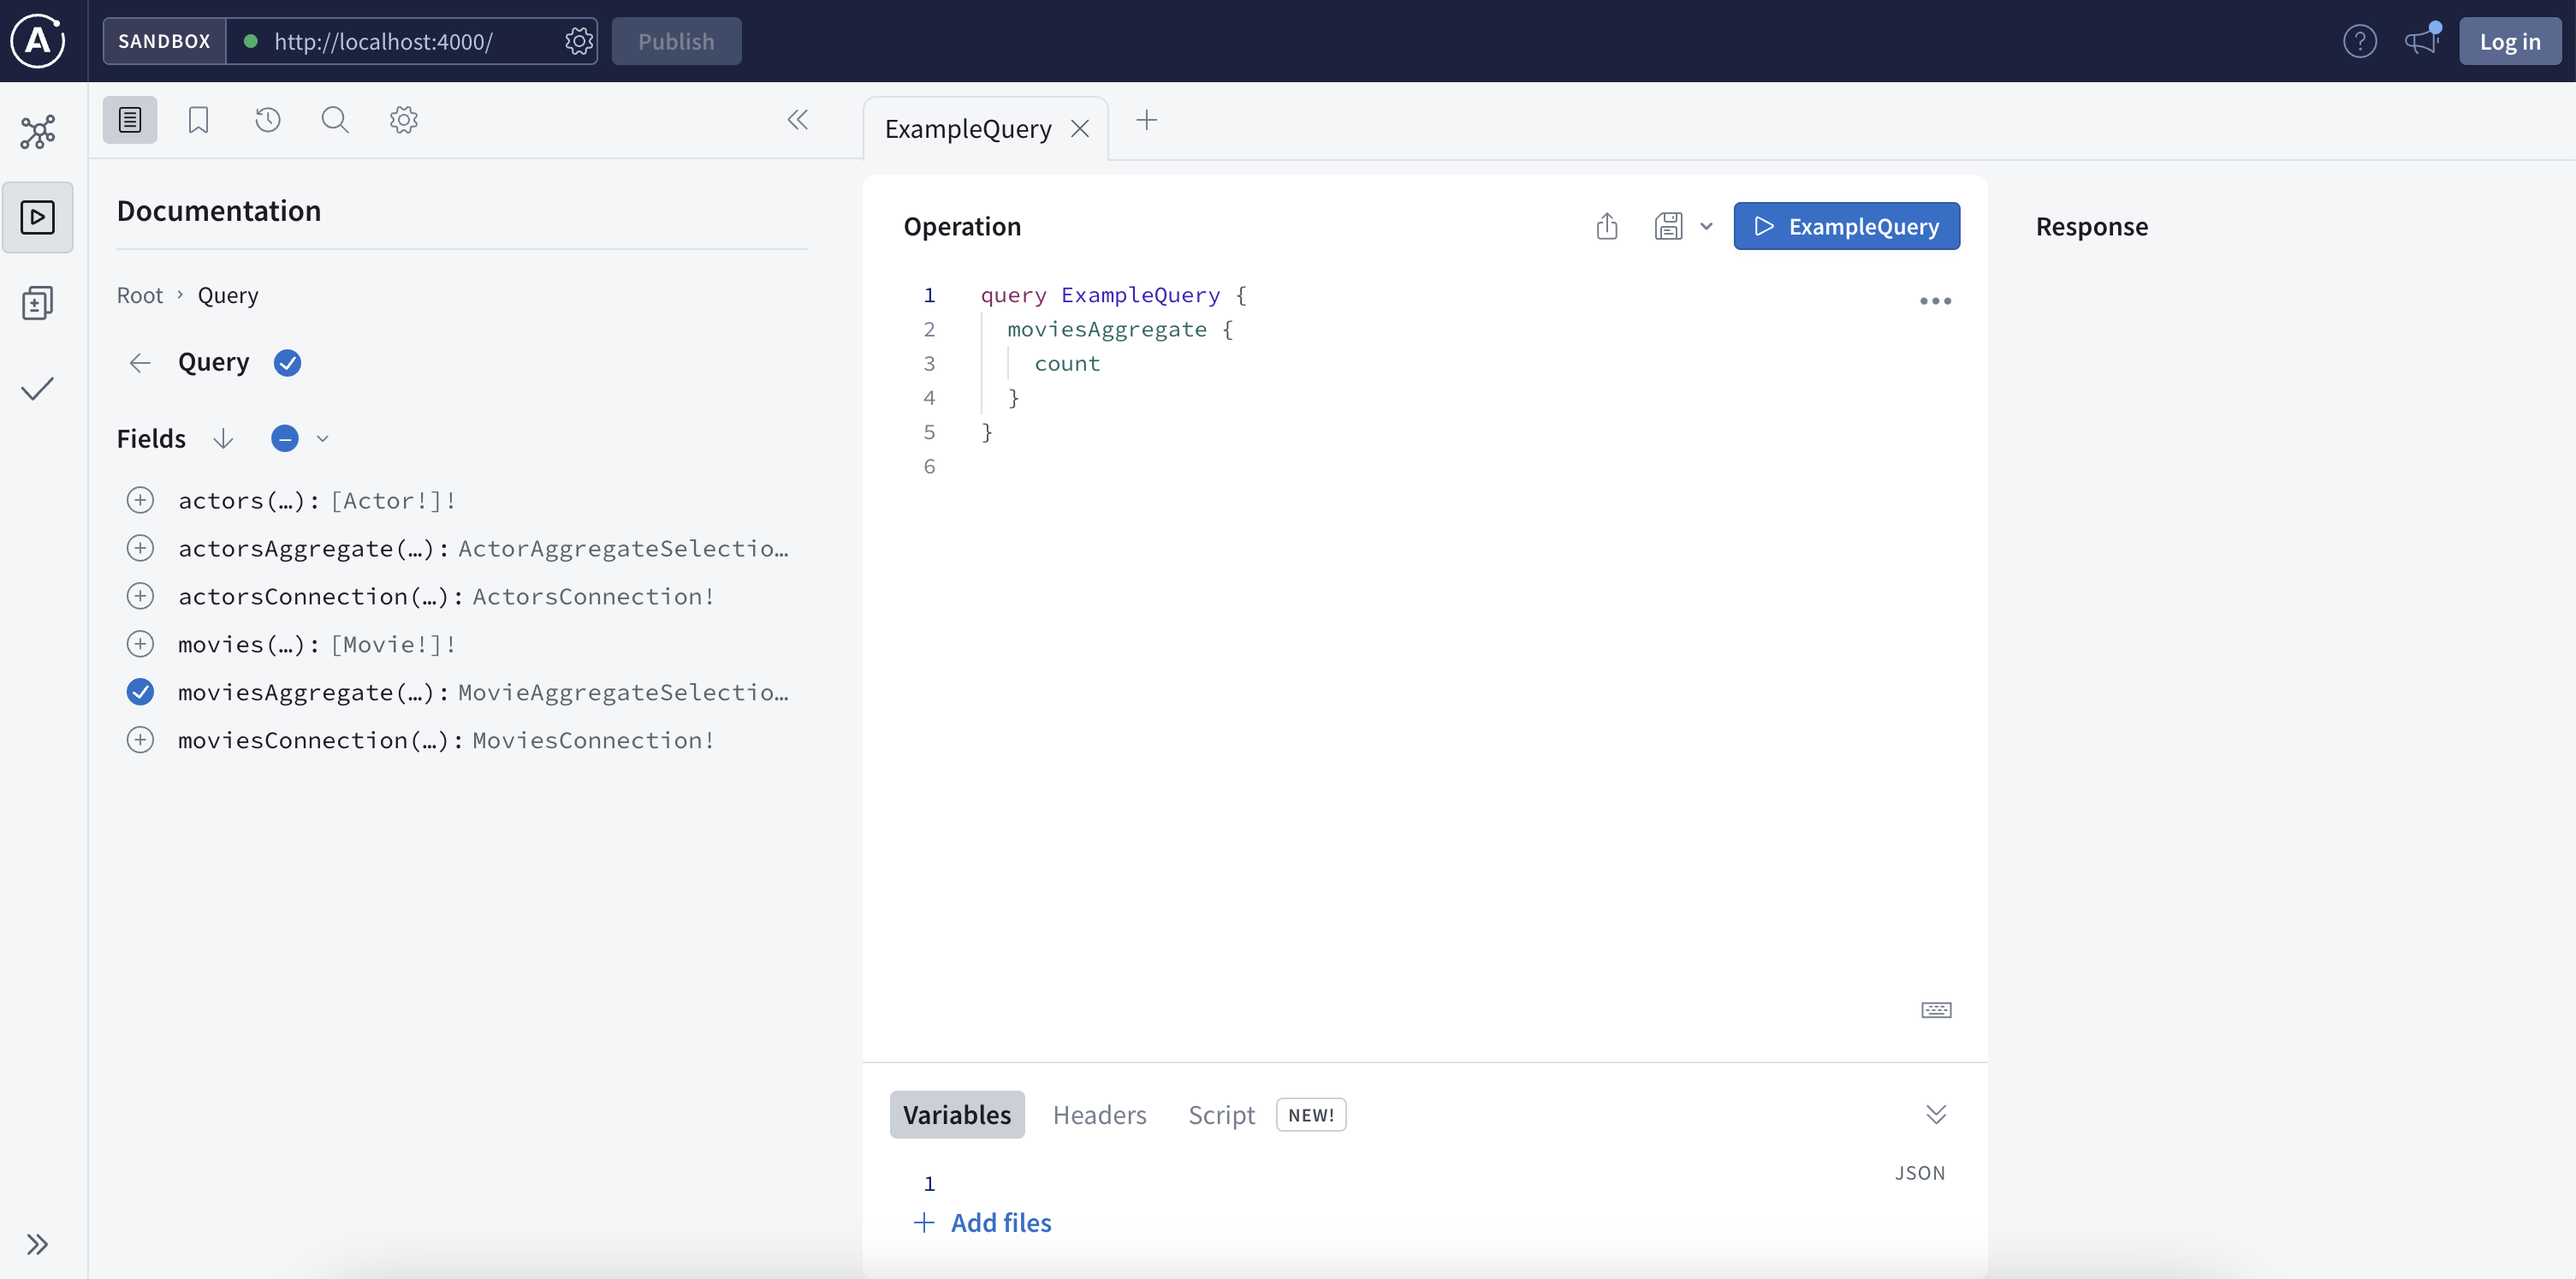 SANDBOX http://localhost:4000/ Publish Log in
Documentation
Root › Query
Query
Fields
actors(…): [Actor!]!
actorsAggregate(…): ActorAggregateSelectio…
actorsConnection(…): ActorsConnection!
movies(…): [Movie!]!
moviesAggregate(…): MovieAggregateSelectio…
moviesConnection(…): MoviesConnection!
ExampleQuery
Operation
ExampleQuery
1 query ExampleQuery {
2 moviesAggregate {
3 count
4 }
5 }
6
Variables Headers Script NEW!
JSON
1
+ Add files
Response